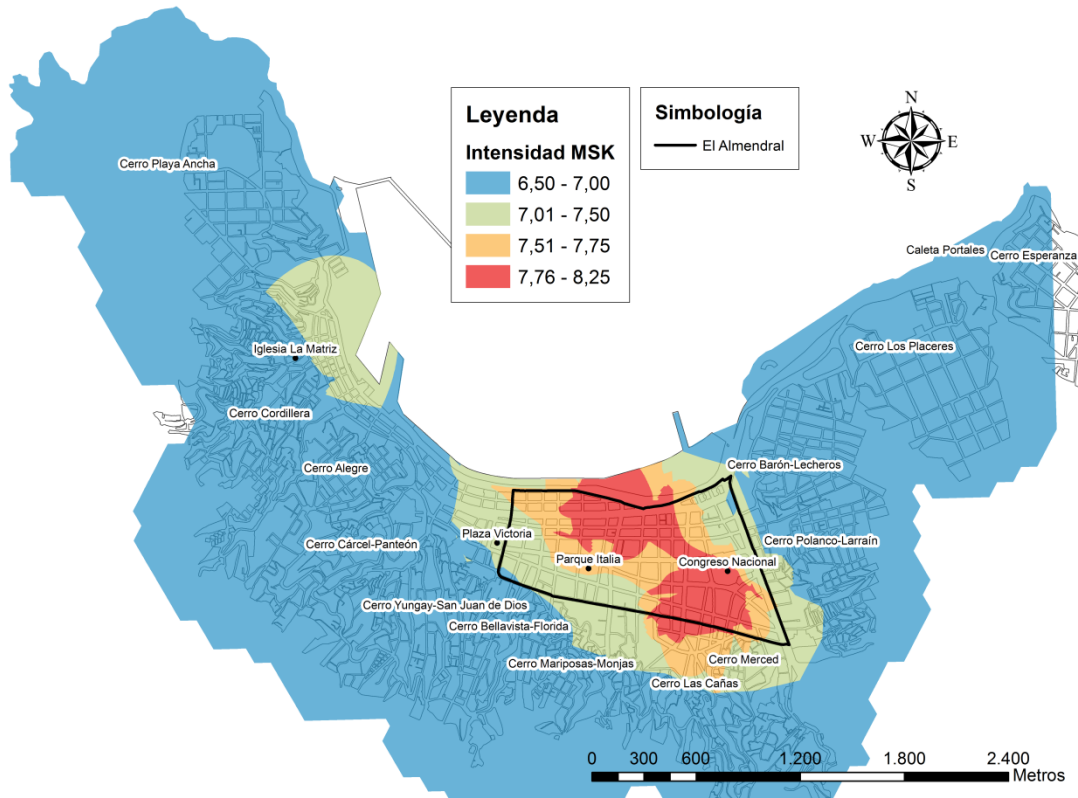 Leyenda
Intensidad MSK
6,50 - 7,00
7,01 - 7,50
7,51 - 7,75
7,76 - 8,25
Simbología
El Almendral
N
W
E
S
Cerro Playa Ancha
Caleta Portales
Cerro Esperanza
Iglesia La Matriz
Cerro Los Placeres
Cerro Cordillera
Cerro Alegre
Cerro Barón-Lecheros
Plaza Victoria
Cerro Cárcel-Panteón
Cerro Polanco-Larraín
Parque Italia
Congreso Nacional
Cerro Yungay-San Juan de Dios
Cerro Bellavista-Florida
Cerro Mariposas-Monjas
Cerro Merced
Cerro Las Cañas
0 300 600 1.200 1.800 2.400
Metros